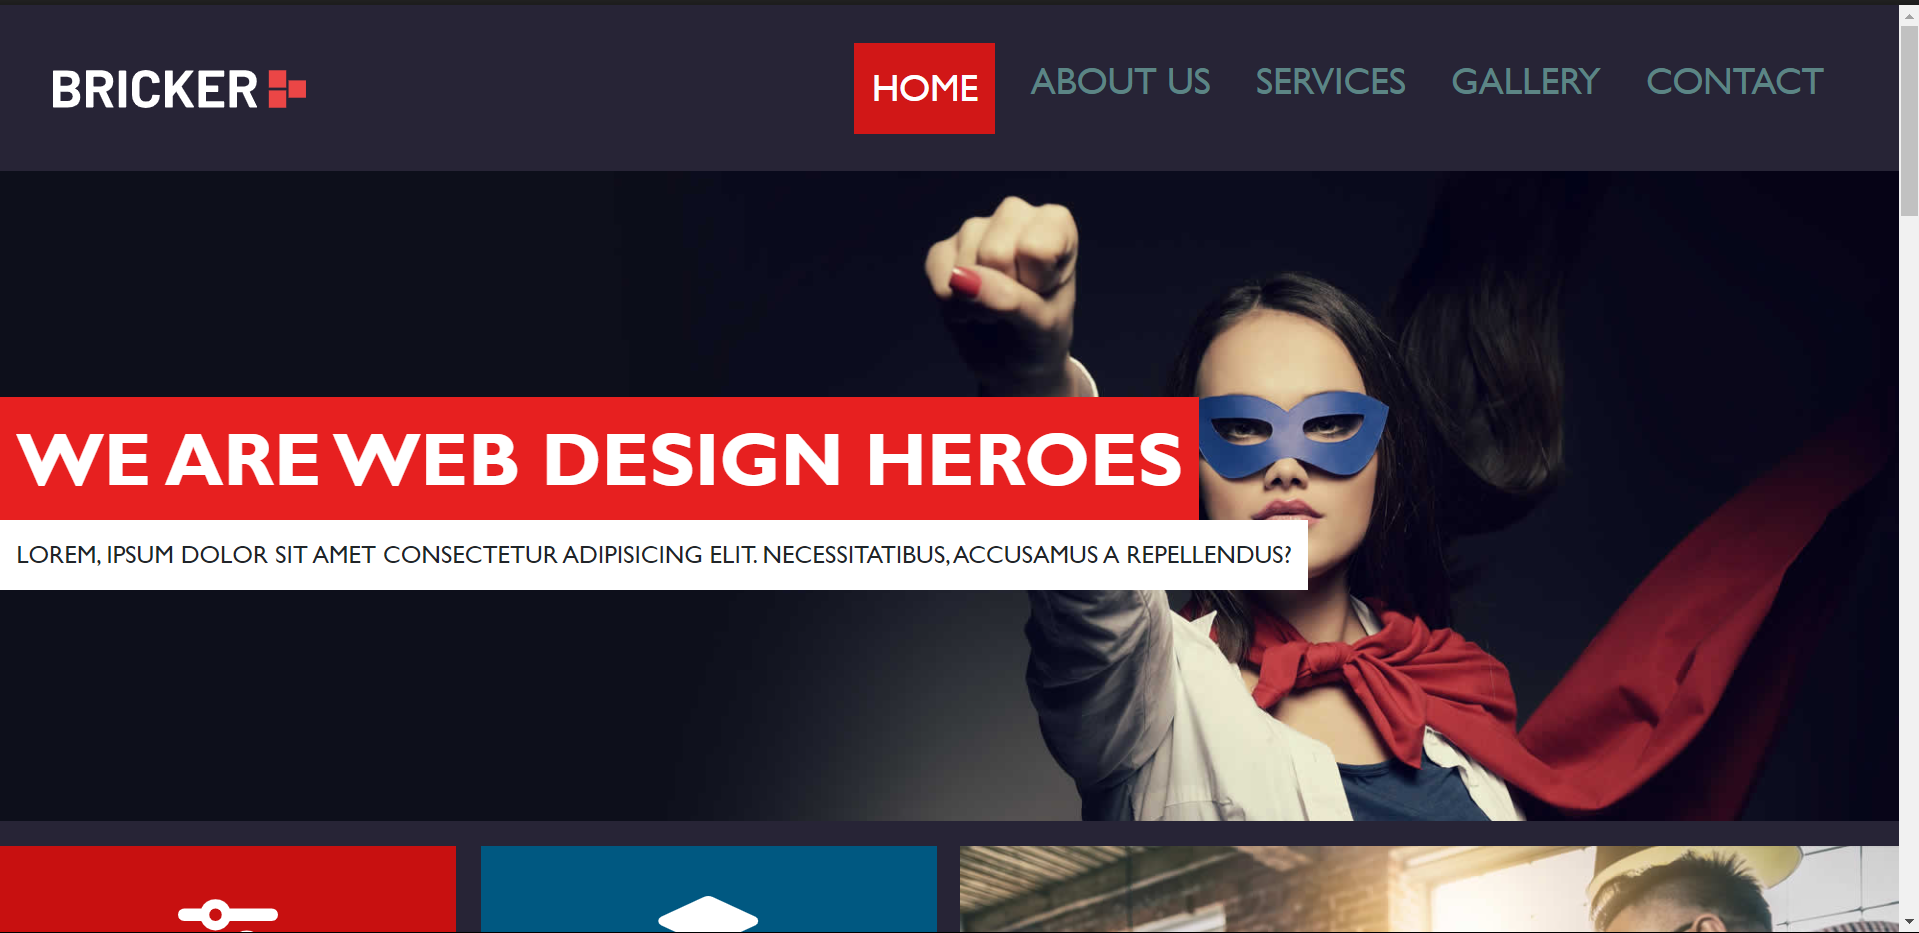 BRICKER
HOME ABOUT US SERVICES GALLERY CONTACT
WE ARE WEB DESIGN HEROES
LOREM, IPSUM DOLOR SIT AMET CONSECTETUR ADIPISICING ELIT. NECESSITATIBUS, ACCUSAMUS A REPELLENDUS?